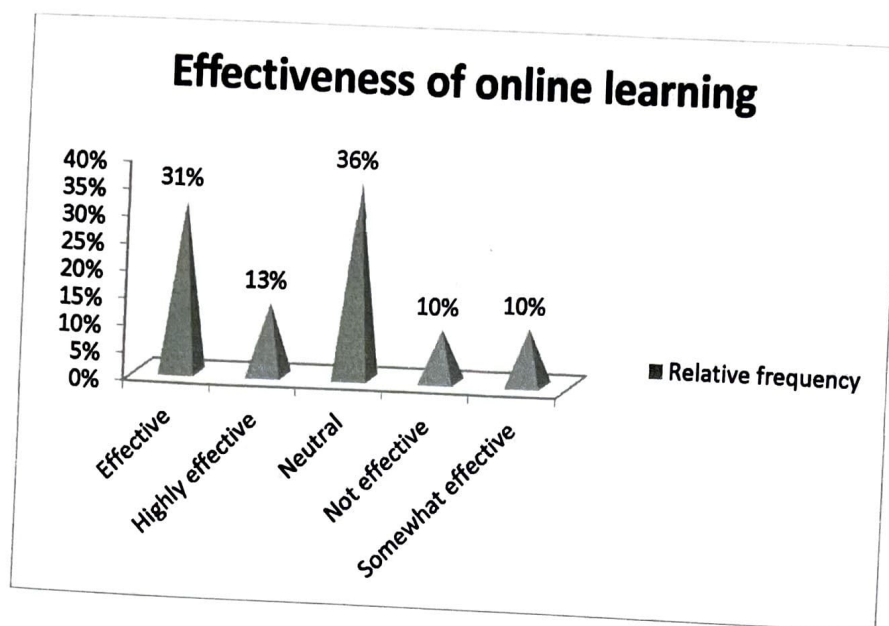 Effectiveness of online learning
40%
35%
30%
25%
20%
15%
10%
5%
0%
31%
13%
36%
10%
10%
Effective
Highly effective
Neutral
Not effective
Somewhat effective
Relative frequency